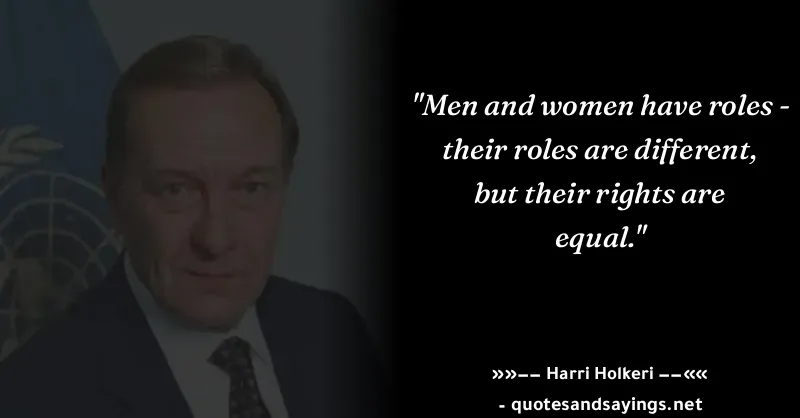 "Men and women have roles -
their roles are different,
but their rights are
equal."
»»–– Harri Holkeri ––««
- quotesandsayings.net